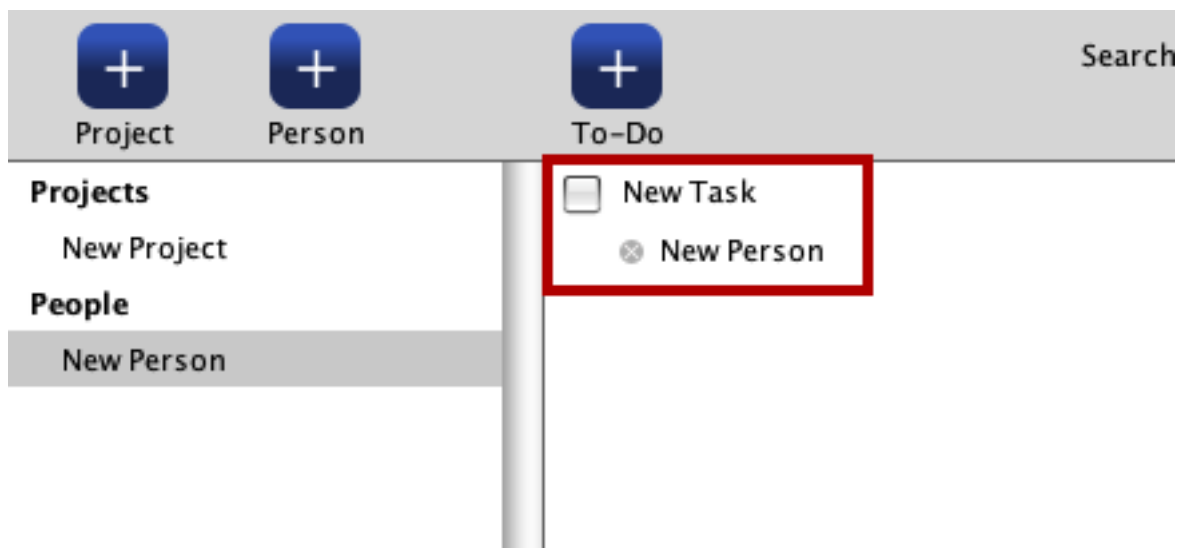 Search
Project Person To-Do
Projects
New Project
People
New Person
New Task
New Person